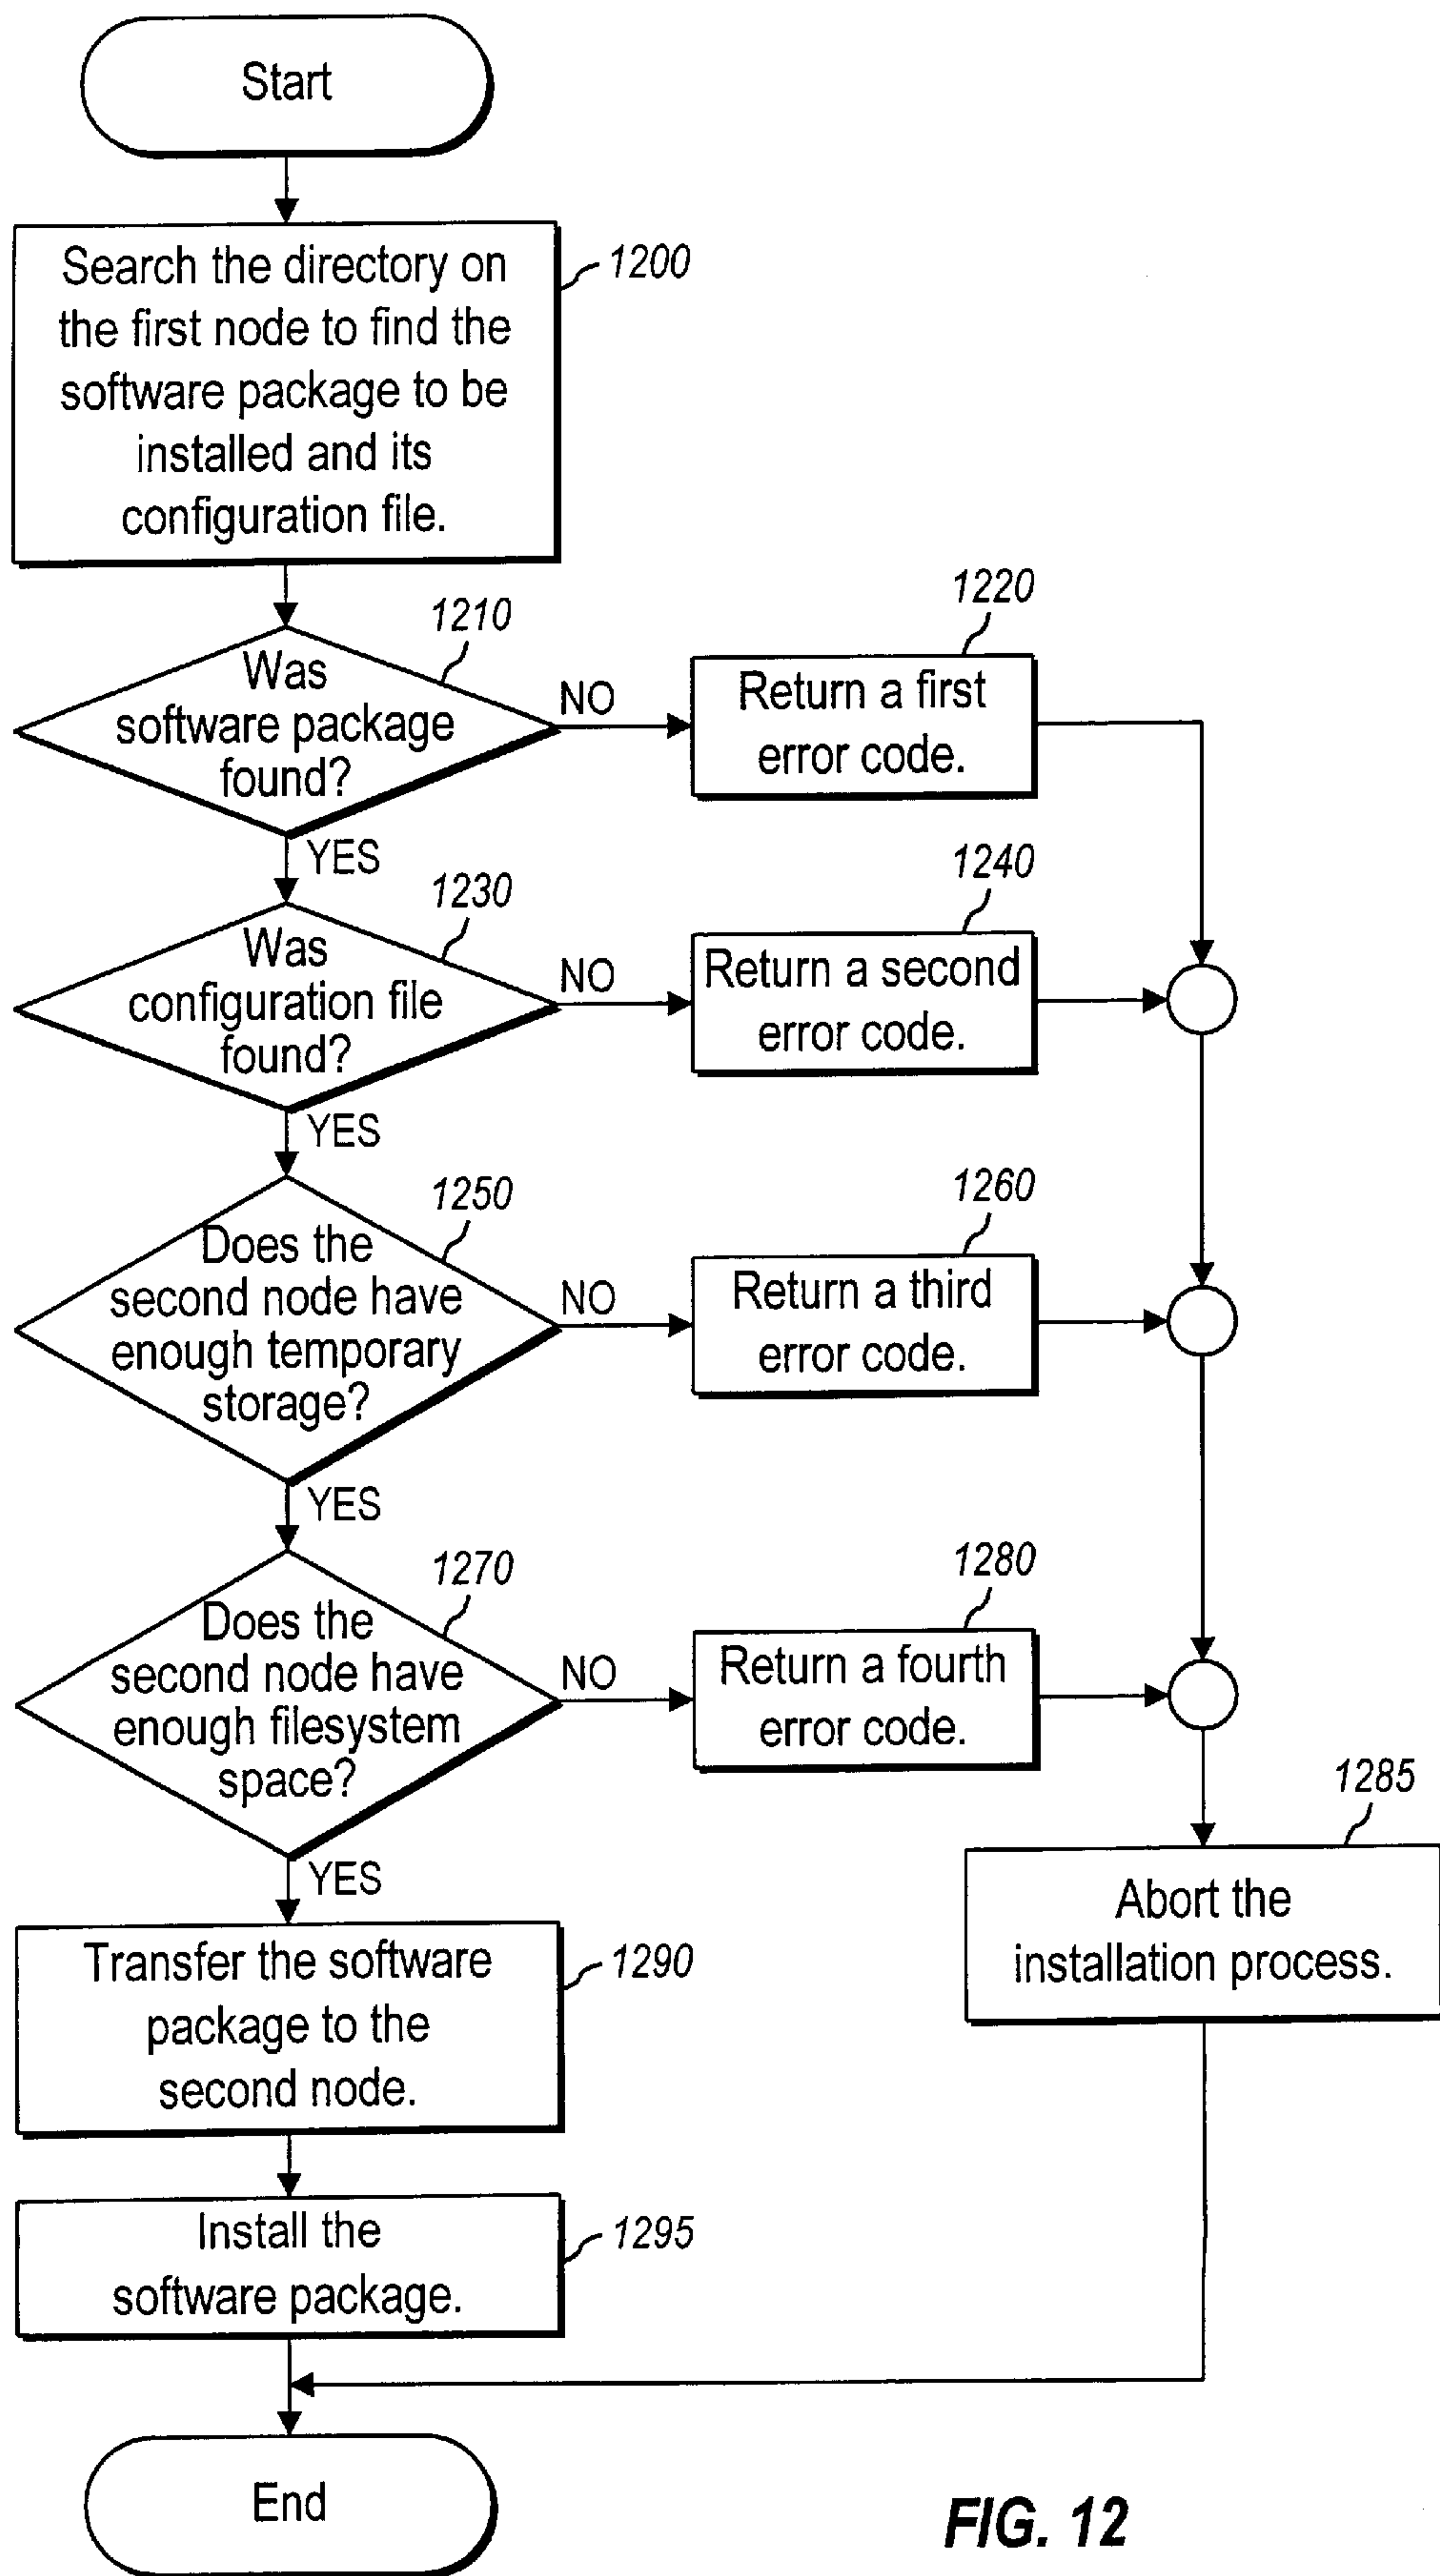 Start
Search the directory on
the first node to find the
software package to be
installed and its
configuration file.
1200
Was
software package
found?
1210
NO
YES
Return a first
error code.
1220
Was
configuration file
found?
1230
NO
YES
Return a second
error code.
1240
Does the
second node have
enough temporary
storage?
1250
NO
YES
Return a third
error code.
1260
Does the
second node have
enough filesystem
space?
1270
NO
YES
Return a fourth
error code.
1280
Abort the
installation process.
1285
Transfer the software
package to the
second node.
1290
Install the
software package.
1295
End
FIG. 12